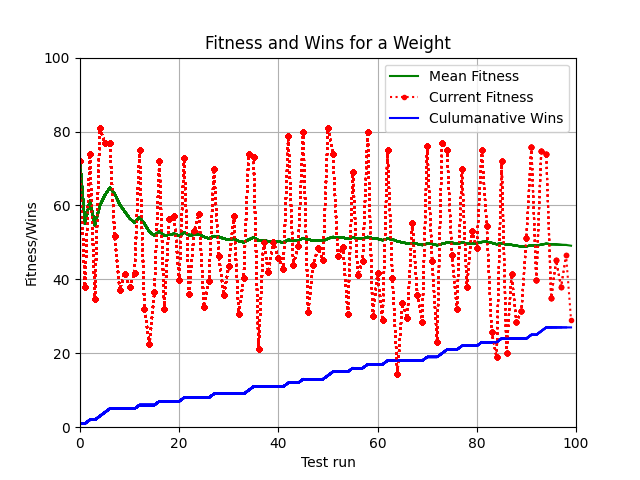 Fitness and Wins for a Weight
100
80
60
40
20
0
Fitness/Wins
Mean Fitness
Current Fitness
Culumanative Wins
0 20 40 60 80 100
Test run